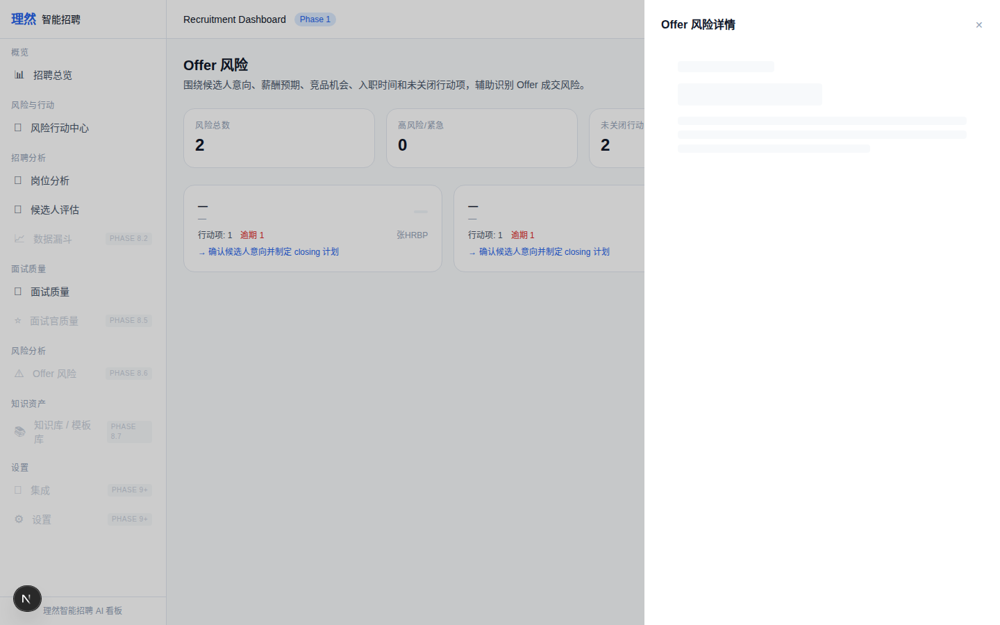 理然 智能招聘
概览
招聘总览
风险与行动
风险行动中心
招聘分析
岗位分析
候选人评估
数据漏斗 PHASE 8.2
面试质量
面试质量
面试官质量 PHASE 8.5
风险分析
Offer 风险 PHASE 8.6
知识资产
知识库 / 模板
库
PHASE
8.7
设置
集成 PHASE 9+
设置 PHASE 9+
理然智能招聘 AI 看板
Recruitment Dashboard Phase 1
Offer 风险
围绕候选人意向、薪酬预期、竞品机会、入职时间和未关闭行动项，辅助识别 Offer 成交风险。
风险总数
2
高风险/紧急
0
未关闭行动
2
—
—
行动项: 1 逾期 1 张HRBP
→ 确认候选人意向并制定 closing 计划
—
—
行动项: 1 逾期 1
→ 确认候选人意向并制定 closing 计划
Offer 风险详情 ×